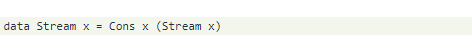 data Stream x = Cons x (Stream x)